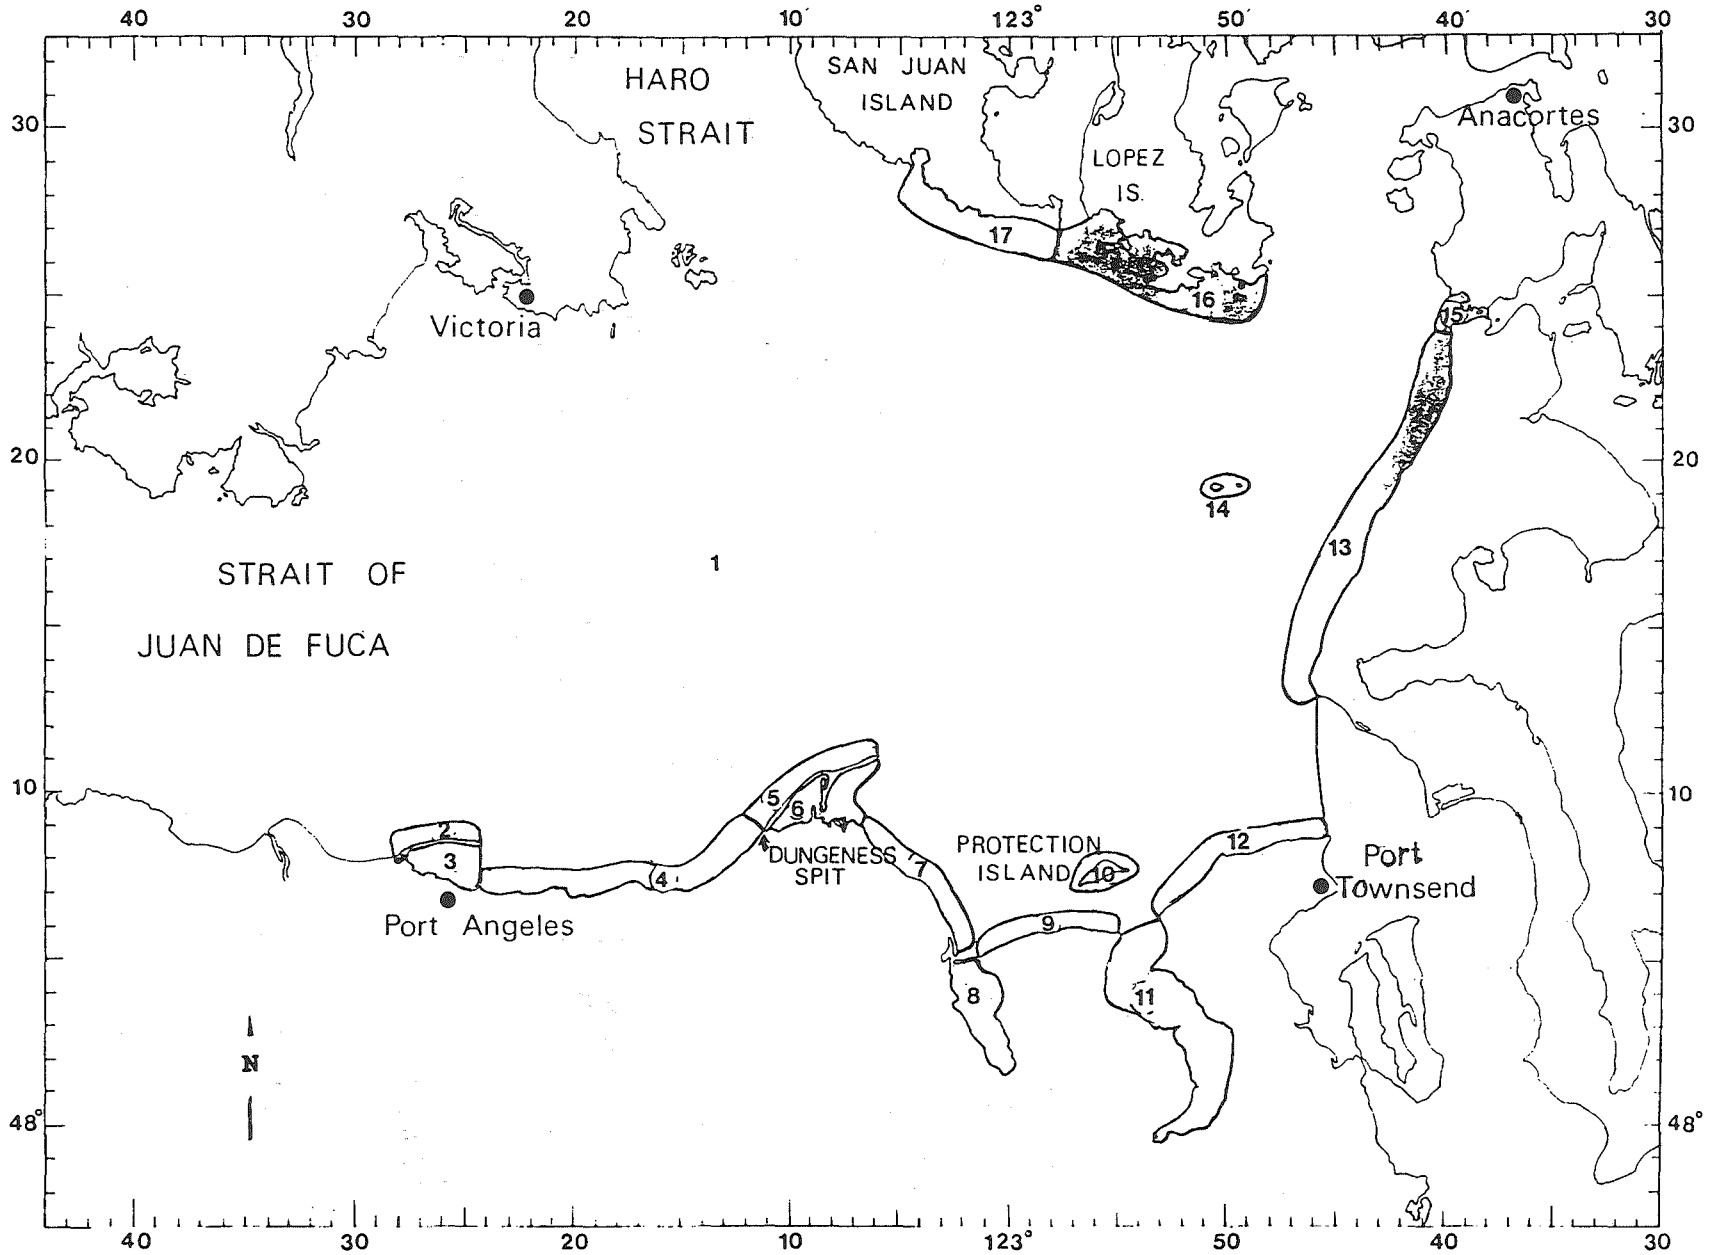 40 30 20 10′ 123° 50′ 40′ 30
HARO
STRAIT
SAN JUAN
ISLAND
LOPEZ
IS.
Anacortes
30 30
17
16
15
Victoria
20 20
14
13
1
STRAIT OF
JUAN DE FUCA
10 10
5
6
2
3
4
DUNGENESS
SPIT
7
PROTECTION
ISLAND
10
12
Port
Townsend
Port Angeles
9
8
11
N
48° 48°
40 30 20 10 123° 50 40 30